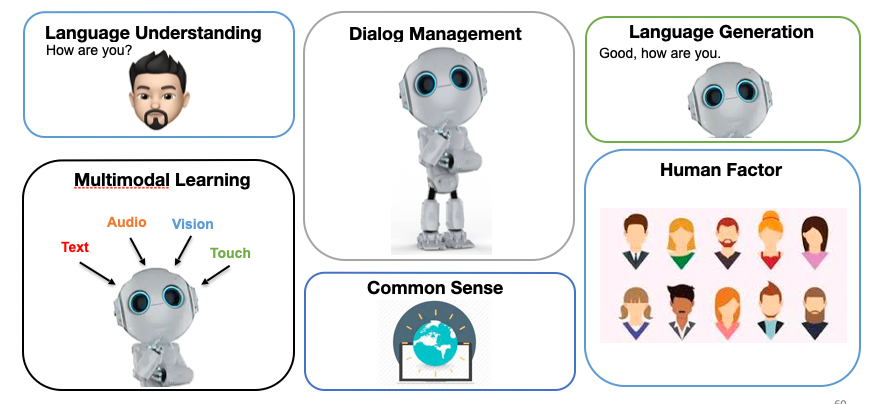 Language Understanding
How are you?
Dialog Management
Language Generation
Good, how are you.
Multimodal Learning
Audio
Vision
Text
Touch
Common Sense
Human Factor